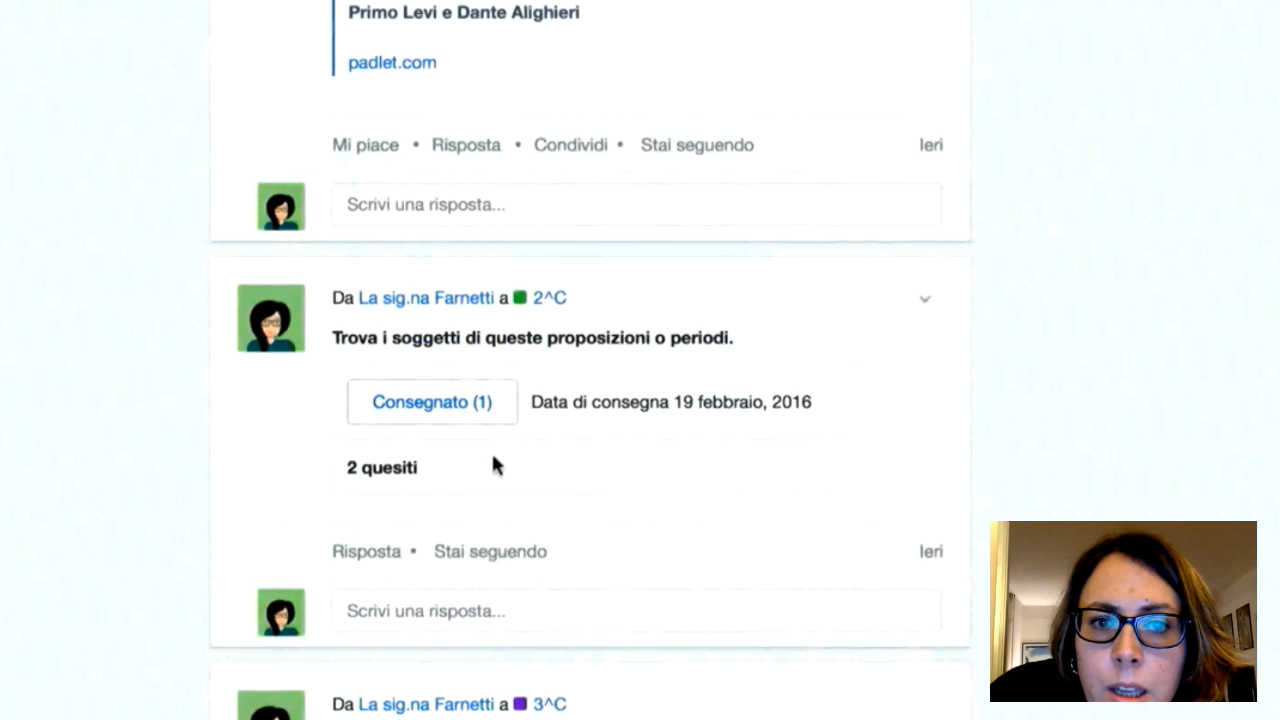 Primo Levi e Dante Alighieri
padlet.com
Mi piace • Risposta • Condividi • Stai seguendo Ieri
Scrivi una risposta...
Da La sig.na Farnetti a 2^C
Trova i soggetti di queste proposizioni o periodi.
Consegnato (1) Data di consegna 19 febbraio, 2016
2 quesiti
Risposta • Stai seguendo Ieri
Scrivi una risposta...
Da La sig.na Farnetti a 3^C